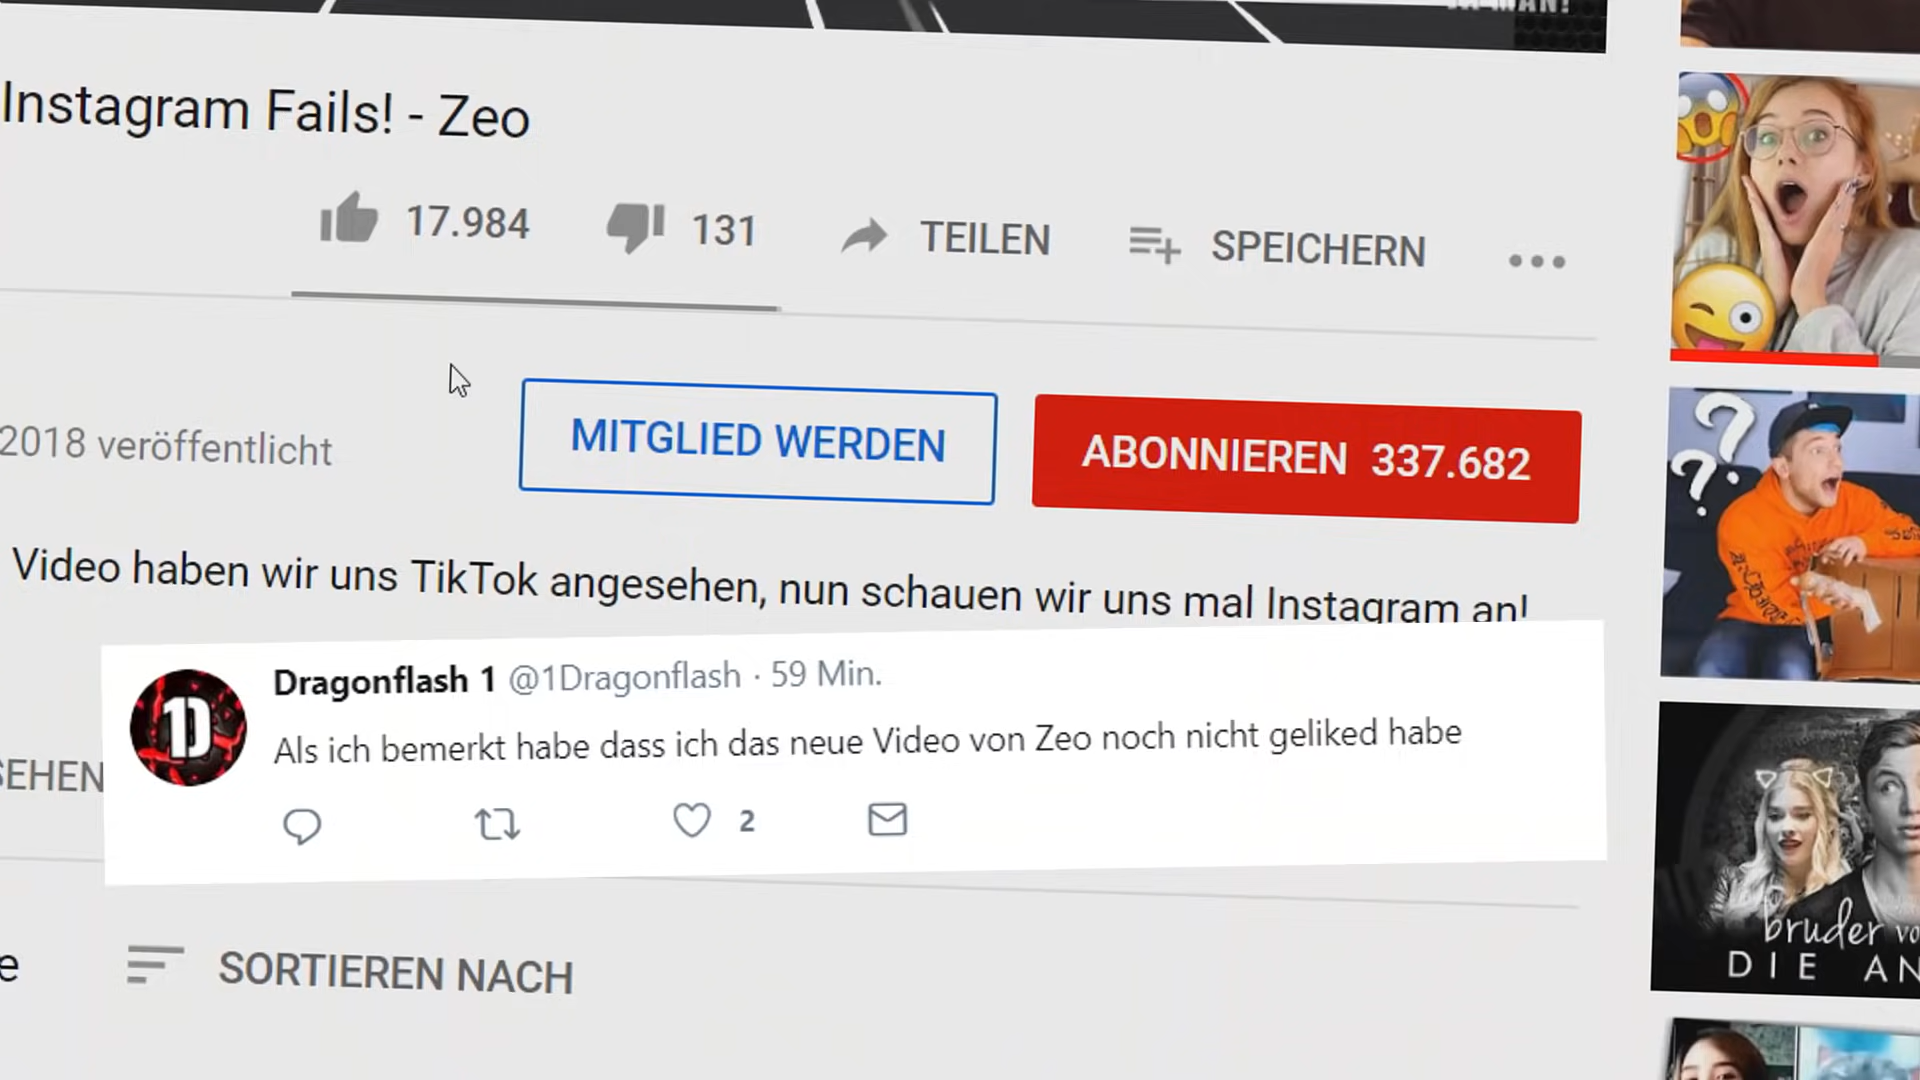 Instagram Fails! - Zeo
17.984 131 TEILEN SPEICHERN
2018 veröffentlicht
MITGLIED WERDEN
ABONNIEREN 337.682
Video haben wir uns TikTok angesehen, nun schauen wir uns mal Instagram an!
Dragonflash 1 @1Dragonflash · 59 Min.
Als ich bemerkt habe dass ich das neue Video von Zeo noch nicht geliked habe
2
SORTIEREN NACH
bruder
DIE
1D